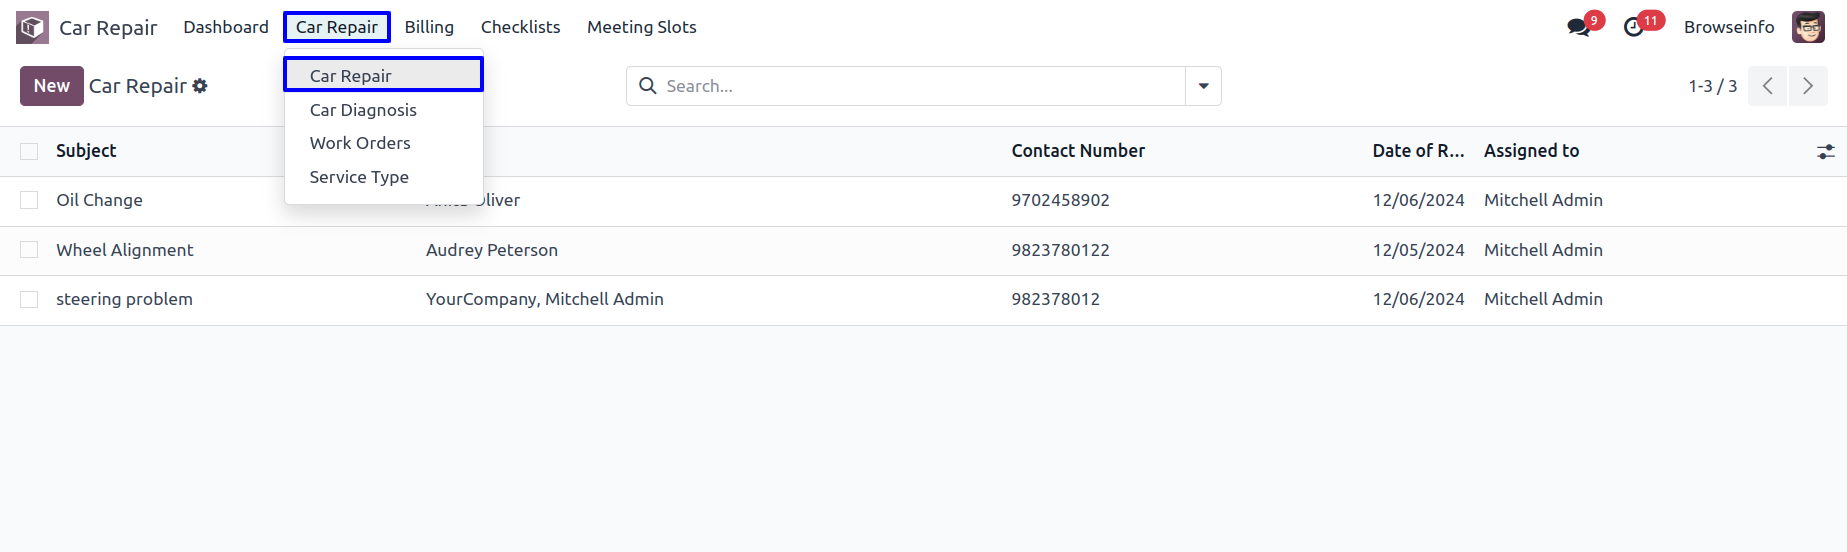 Car Repair Dashboard Car Repair Billing Checklists Meeting Slots 9 11 Browseinfo
New Car Repair Search... 1-3 / 3
Car Repair
Car Diagnosis
Work Orders
Service Type
Subject Contact Number Date of R... Assigned to
Oil Change Oliver 9702458902 12/06/2024 Mitchell Admin
Wheel Alignment Audrey Peterson 9823780122 12/05/2024 Mitchell Admin
steering problem YourCompany, Mitchell Admin 982378012 12/06/2024 Mitchell Admin